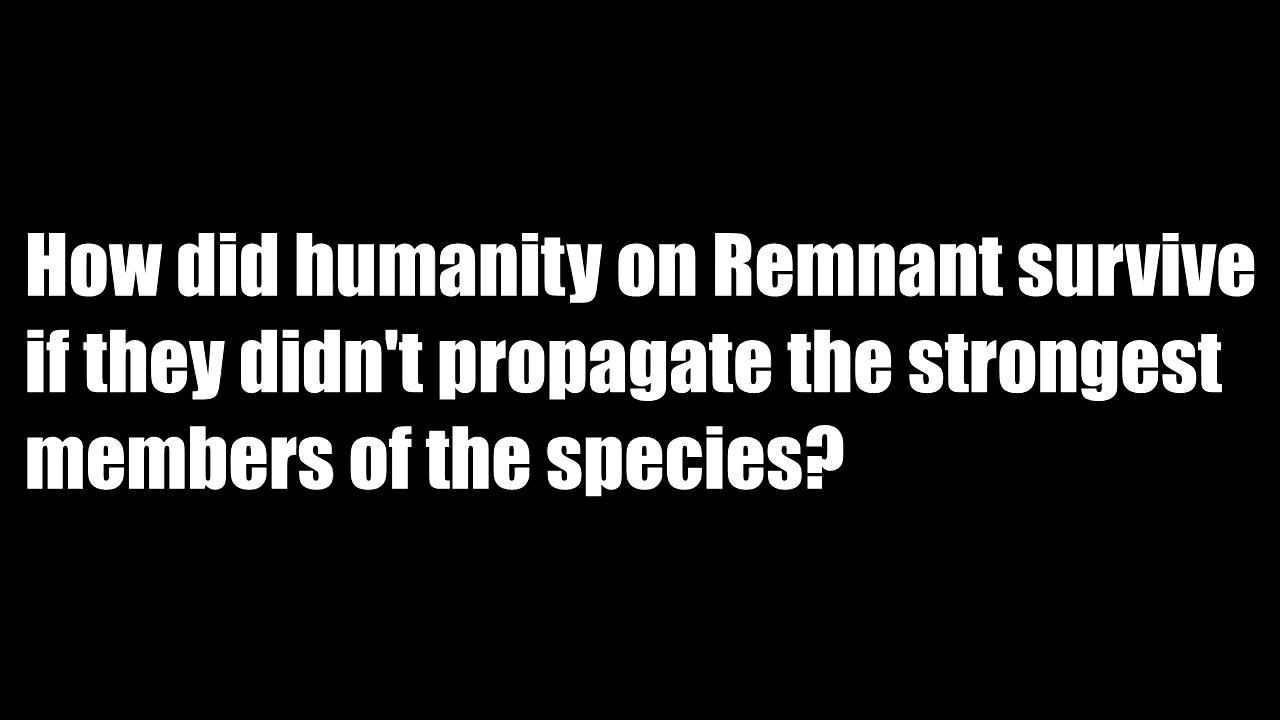 How did humanity on Remnant survive
if they didn't propagate the strongest
members of the species?